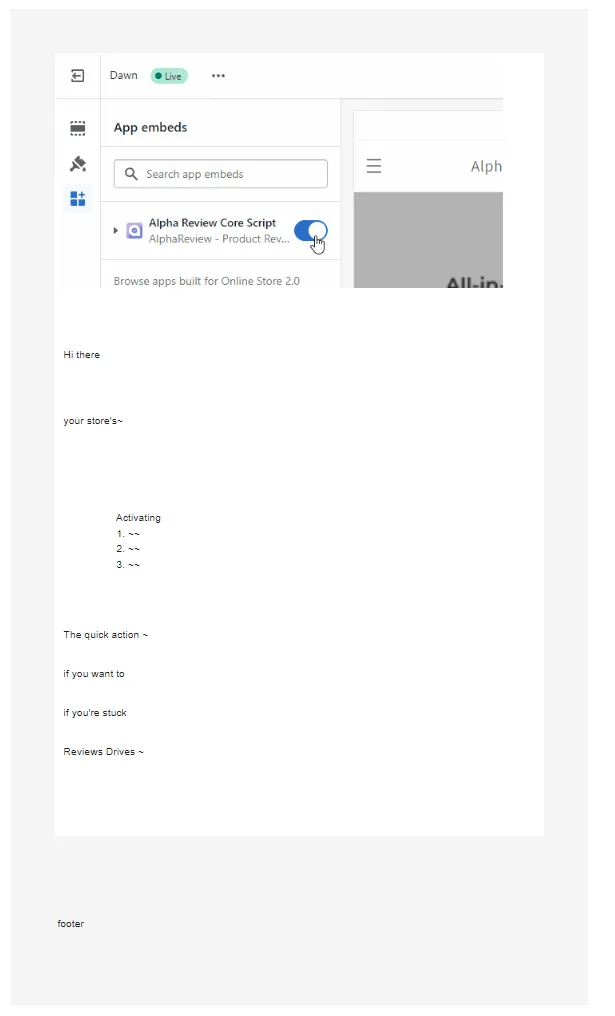 Dawn Live •••
App embeds
Search app embeds
Alph
Alpha Review Core Script
AlphaReview - Product Rev...
Browse apps built for Online Store 2.0
All-in-
Hi there
your store's~
Activating
1. ~~
2. ~~
3. ~~
The quick action ~
if you want to
if you're stuck
Reviews Drives ~
footer